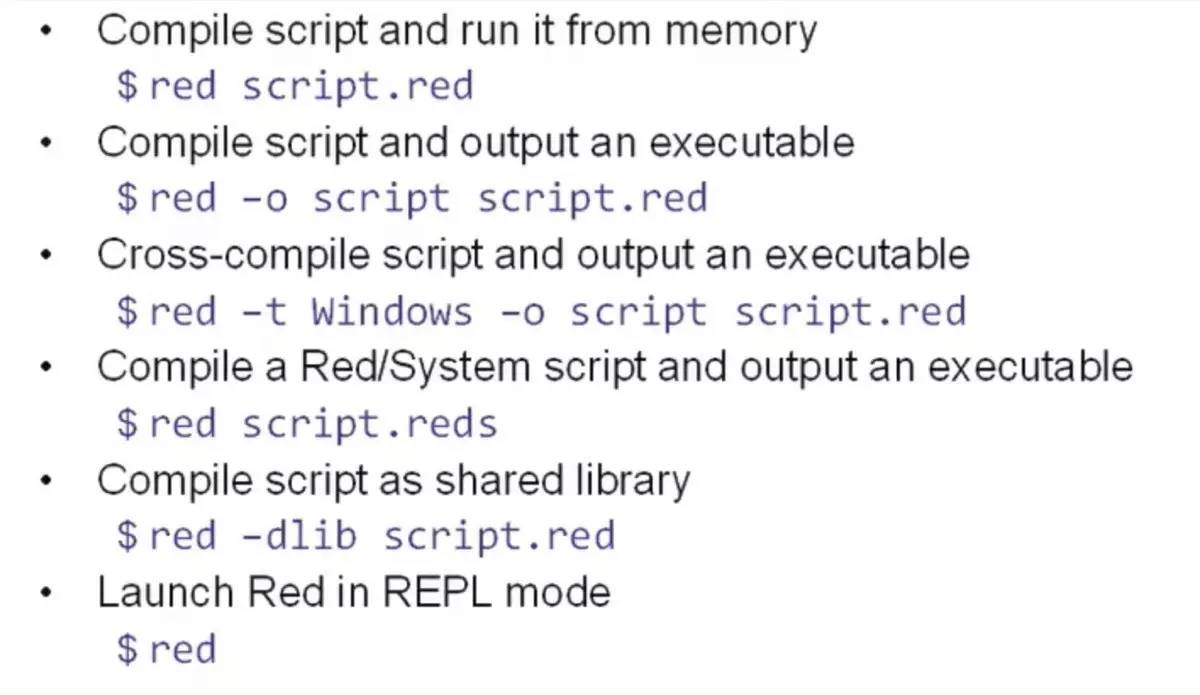 • Compile script and run it from memory
$ red script.red
• Compile script and output an executable
$ red -o script script.red
• Cross-compile script and output an executable
$ red -t Windows -o script script.red
• Compile a Red/System script and output an executable
$ red script.reds
• Compile script as shared library
$ red -dlib script.red
• Launch Red in REPL mode
$ red